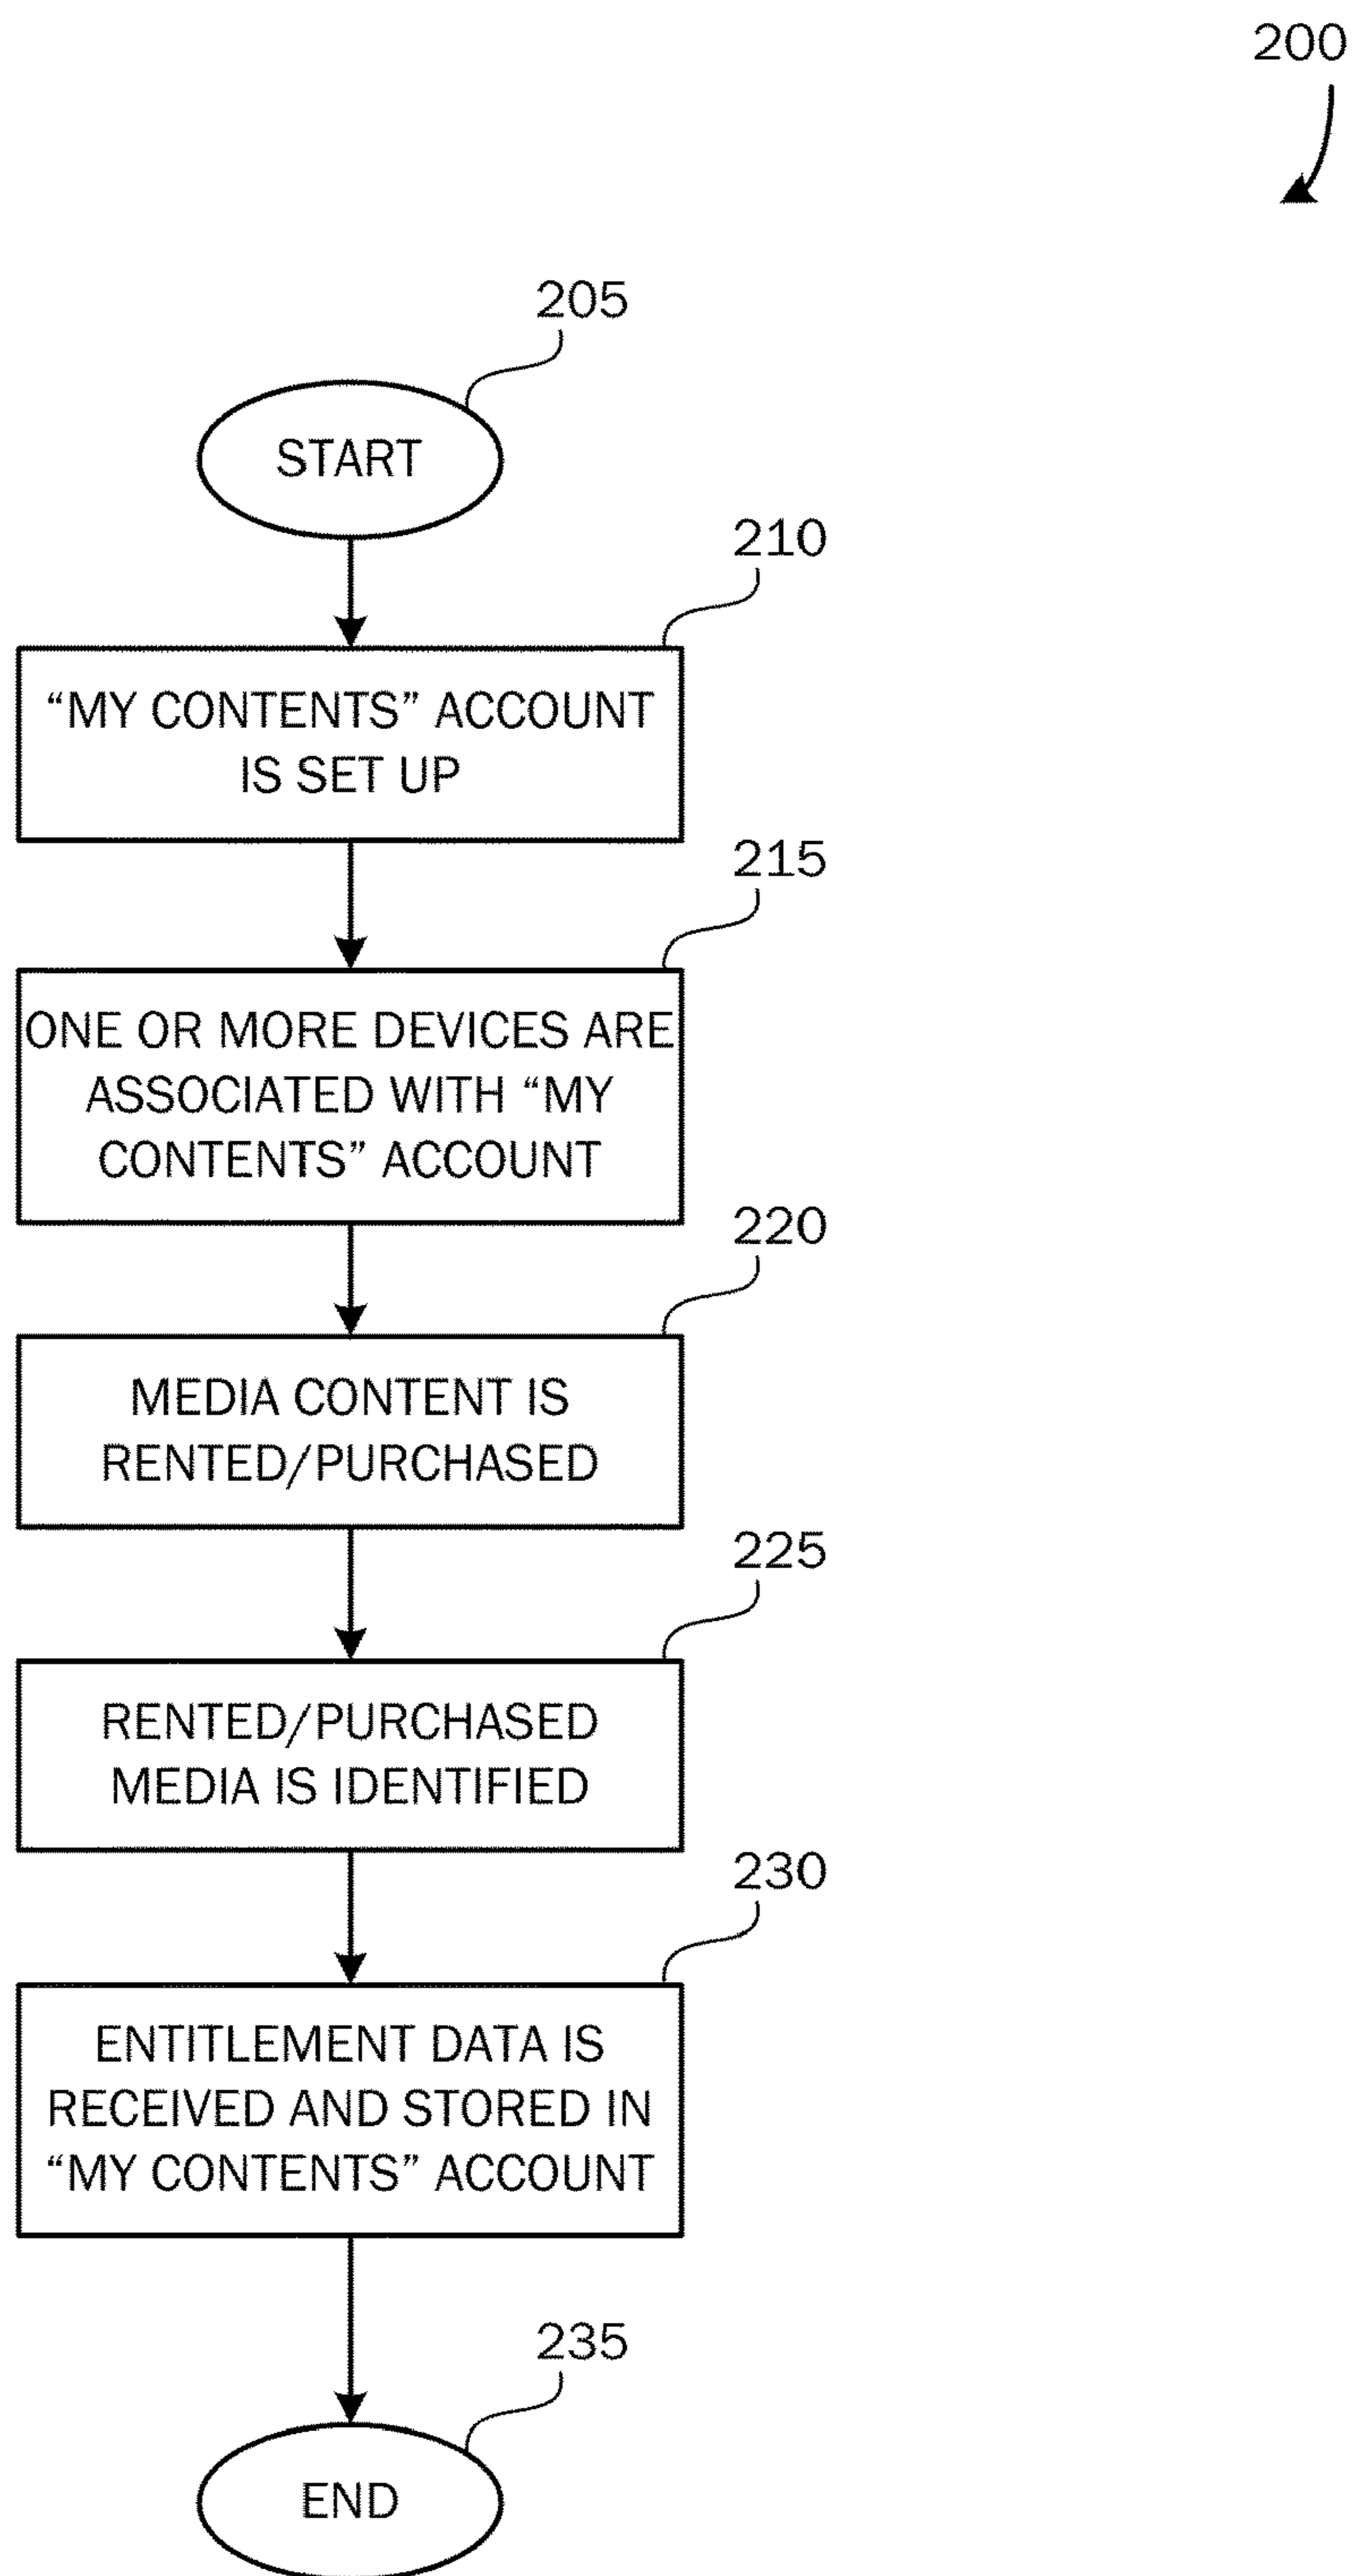 200
205
START
210
“MY CONTENTS” ACCOUNT
IS SET UP
215
ONE OR MORE DEVICES ARE
ASSOCIATED WITH “MY
CONTENTS” ACCOUNT
220
MEDIA CONTENT IS
RENTED/PURCHASED
225
RENTED/PURCHASED
MEDIA IS IDENTIFIED
230
ENTITLEMENT DATA IS
RECEIVED AND STORED IN
“MY CONTENTS” ACCOUNT
235
END